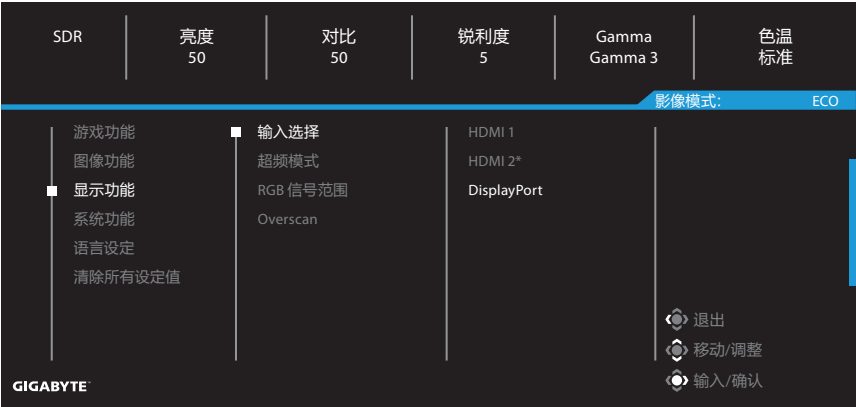 SDR 亮度 对比 锐利度 Gamma 色温
50 50 5 Gamma 3 标准
影像模式: ECO
游戏功能 输入选择 HDMI 1
图像功能 超频模式 HDMI 2*
显示功能 RGB 信号范围 DisplayPort
系统功能 Overscan
语言设定
清除所有设定值
退出
移动/调整
GIGABYTE™ 输入/确认